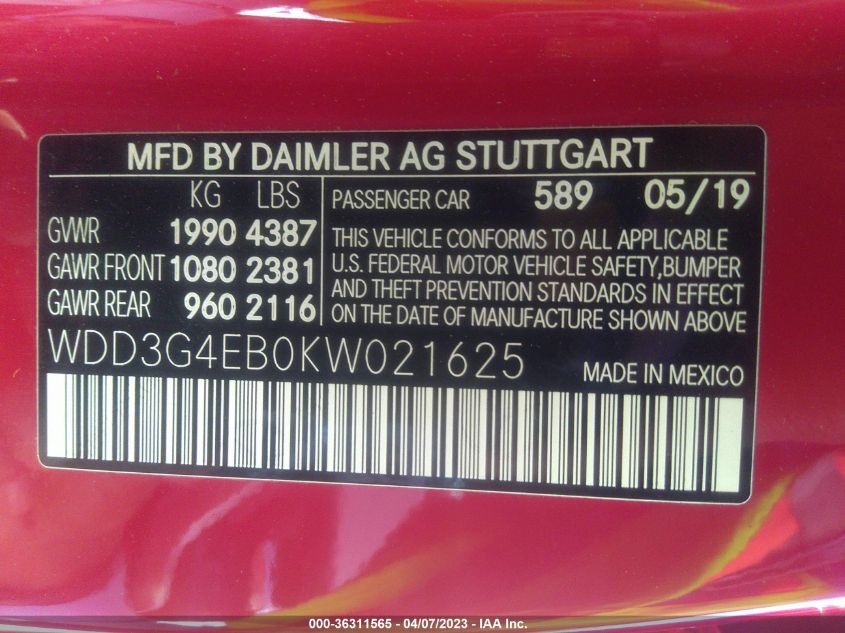 MFD BY DAIMLER AG STUTTGART
KG LBS
GVWR 1990 4387
GAWR FRONT 1080 2381
GAWR REAR 960 2116
PASSENGER CAR 589 05/19
THIS VEHICLE CONFORMS TO ALL APPLICABLE
U.S. FEDERAL MOTOR VEHICLE SAFETY,BUMPER
AND THEFT PREVENTION STANDARDS IN EFFECT
ON THE DATE OF MANUFACTURE SHOWN ABOVE
WDD3G4EB0KW021625
MADE IN MEXICO
000-36311565 - 04/07/2023 - IAA Inc.